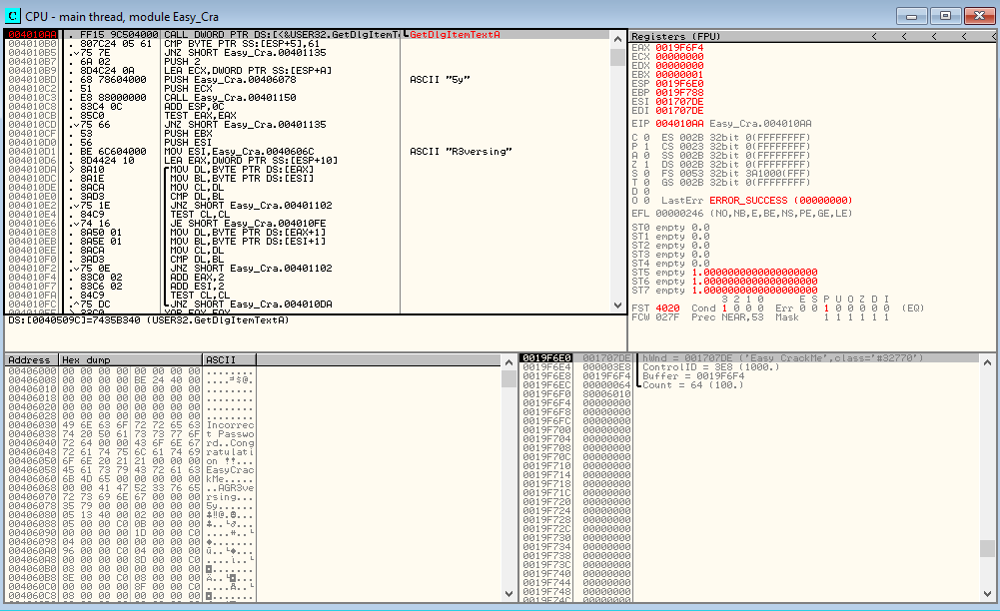 C CPU - main thread, module Easy_Cra
004010AA . FF15 9C504000 CALL DWORD PTR DS:[<&USER32.GetDlgItemT GetDlgItemTextA
004010B0 . 807C24 05 61 CMP BYTE PTR SS:[ESP+5],61
004010B5 . 75 7E JNZ SHORT Easy_Cra.00401135
004010B7 . 6A 02 PUSH 2
004010B9 . 8D4C24 0A LEA ECX,DWORD PTR SS:[ESP+A]
004010BD . 68 78604000 PUSH Easy_Cra.00406078 ASCII "5y"
004010C2 . 51 PUSH ECX
004010C3 . E8 88000000 CALL Easy_Cra.00401150
004010C8 . 83C4 0C ADD ESP,0C
004010CB . 85C0 TEST EAX,EAX
004010CD . 75 66 JNZ SHORT Easy_Cra.00401135
004010CF . 53 PUSH EBX
004010D0 . 56 PUSH ESI
004010D1 . BE 6C604000 MOV ESI,Easy_Cra.0040606C ASCII "R3versing"
004010D6 . 8D4424 10 LEA EAX,DWORD PTR SS:[ESP+10]
004010DA > 8A10 MOV DL,BYTE PTR DS:[EAX]
004010DC . 8A1E MOV BL,BYTE PTR DS:[ESI]
004010DE . 8ACA MOV CL,DL
004010E0 . 3AD3 CMP DL,BL
004010E2 . 75 1E JNZ SHORT Easy_Cra.00401102
004010E4 . 84C9 TEST CL,CL
004010E6 . 74 16 JE SHORT Easy_Cra.004010FE
004010E8 . 8A50 01 MOV DL,BYTE PTR DS:[EAX+1]
004010EB . 8A5E 01 MOV BL,BYTE PTR DS:[ESI+1]
004010EE . 8ACA MOV CL,DL
004010F0 . 3AD3 CMP DL,BL
004010F2 . 75 0E JNZ SHORT Easy_Cra.00401102
004010F4 . 83C0 02 ADD EAX,2
004010F7 . 83C6 02 ADD ESI,2
004010FA . 84C9 TEST CL,CL
004010FC . 75 DC JNZ SHORT Easy_Cra.004010DA
DS:[0040509C]=7435B340 (USER32.GetDlgItemTextA)
Registers (FPU) < < < < <
EAX 0019F6F4
ECX 00000000
EDX 00000000
EBX 00000001
ESP 0019F6E0
EBP 0019F788
ESI 001707DE
EDI 001707DE
EIP 004010AA Easy_Cra.004010AA
C 0 ES 002B 32bit 0(FFFFFFFF)
P 1 CS 0023 32bit 0(FFFFFFFF)
A 0 SS 002B 32bit 0(FFFFFFFF)
Z 1 DS 002B 32bit 0(FFFFFFFF)
S 0 FS 0053 32bit 3A1000(FFF)
T 0 GS 002B 32bit 0(FFFFFFFF)
D 0
O 0 LastErr ERROR_SUCCESS (00000000)
EFL 00000246 (NO,NB,E,BE,NS,PE,GE,LE)
ST0 empty 0.0
ST1 empty 0.0
ST2 empty 0.0
ST3 empty 0.0
ST4 empty 0.0
ST5 empty 1.0000000000000000000
ST6 empty 1.0000000000000000000
ST7 empty 1.0000000000000000000
3 2 1 0 E S P U O Z D I
FST 4020 Cond 1 0 0 0 Err 0 0 1 0 0 0 0 0 (EQ)
FCW 027F Prec NEAR,53 Mask 1 1 1 1 1 1
Address Hex dump ASCII
00406000 00 00 00 00 00 00 00 00 ........
00406008 00 00 00 00 BE 24 40 00
00406010 00 00 00 00 00 00 00 00 ........
00406018 00 00 00 00 00 00 00 00 ........
00406020 00 00 00 00 00 00 00 00 ........
00406028 00 00 00 00 00 00 00 00 ........
00406030 49 6E 63 6F 72 72 65 63 Incorrec
00406038 74 20 50 61 73 73 77 6F t Passwo
00406040 72 64 00 00 43 6F 6E 67 rd..Cong
00406048 72 61 74 75 6C 61 74 69 ratulati
00406050 6F 6E 20 21 21 00 00 00 on !!...
00406058 45 61 73 79 43 72 61 63 EasyCrac
00406060 6B 4D 65 00 00 00 00 00 kMe.....
00406068 00 00 41 47 52 33 76 65 ..AGR3ve
00406070 72 73 69 6E 67 00 00 00 rsing...
00406078 35 79 00 00 00 00 00 00 5y......
00406080 05 13 40 00 02 00 00 00
00406088 05 00 00 C0 0B 00 00 00
00406090 00 00 00 00 1D 00 00 C0
00406098 04 00 00 00 00 00 00 00
004060A0 96 00 00 C0 04 00 00 00
004060A8 00 00 00 00 8D 00 00 C0
004060B0 08 00 00 00 00 00 00 00
004060B8 8E 00 00 C0 08 00 00 00
004060C0 00 00 00 00 8F 00 00 C0
004060C8 08 00 00 00 00 00 00 00
0019F6E0 001707DE hWnd = 001707DE ('Easy CrackMe',class='#32770')
0019F6E4 000003E8 ControlID = 3E8 (1000.)
0019F6E8 0019F6F4 Buffer = 0019F6F4
0019F6EC 00000064 Count = 64 (100.)
0019F6F0 80006010
0019F6F4 00000000
0019F6F8 00000000
0019F6FC 00000000
0019F700 00000000
0019F704 00000000
0019F708 00000000
0019F70C 00000000
0019F710 00000000
0019F714 00000000
0019F718 00000000
0019F71C 00000000
0019F720 00000000
0019F724 00000000
0019F728 00000000
0019F72C 00000000
0019F730 00000000
0019F734 00000000
0019F738 00000000
0019F73C 00000000
0019F740 00000000
0019F744 00000000
0019F748 00000000
0019F74C 00000000